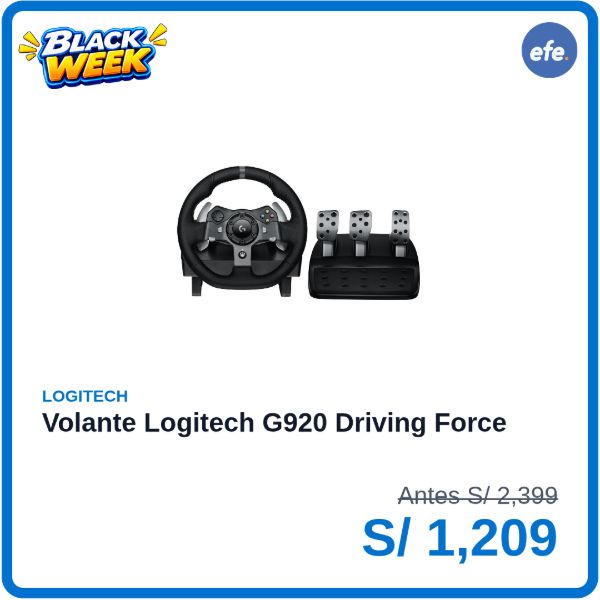 BLACK
WEEK
efe.
LOGITECH
Volante Logitech G920 Driving Force
Antes S/ 2,399
S/ 1,209